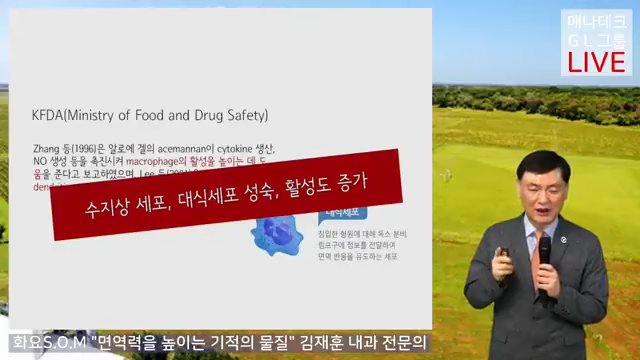 매나테크
G L 그룹
LIVE
KFDA(Ministry of Food and Drug Safety)
Zhang 등(1996)은 알로에 겔의 acemannan이 cytokine 생산,
NO 생성 등을 촉진시켜 macrophage의 활성을 높이는 데 도
움을 준다고 보고하였으며, Lee
수지상 세포, 대식세포 성숙, 활성도 증가
대식세포
침입한 항원에 대해 독소 분비,
림프구에 정보를 전달하여
면역 반응을 유도하는 세포
화요S.O.M "면역력을 높이는 기적의 물질" 김재훈 내과 전문의